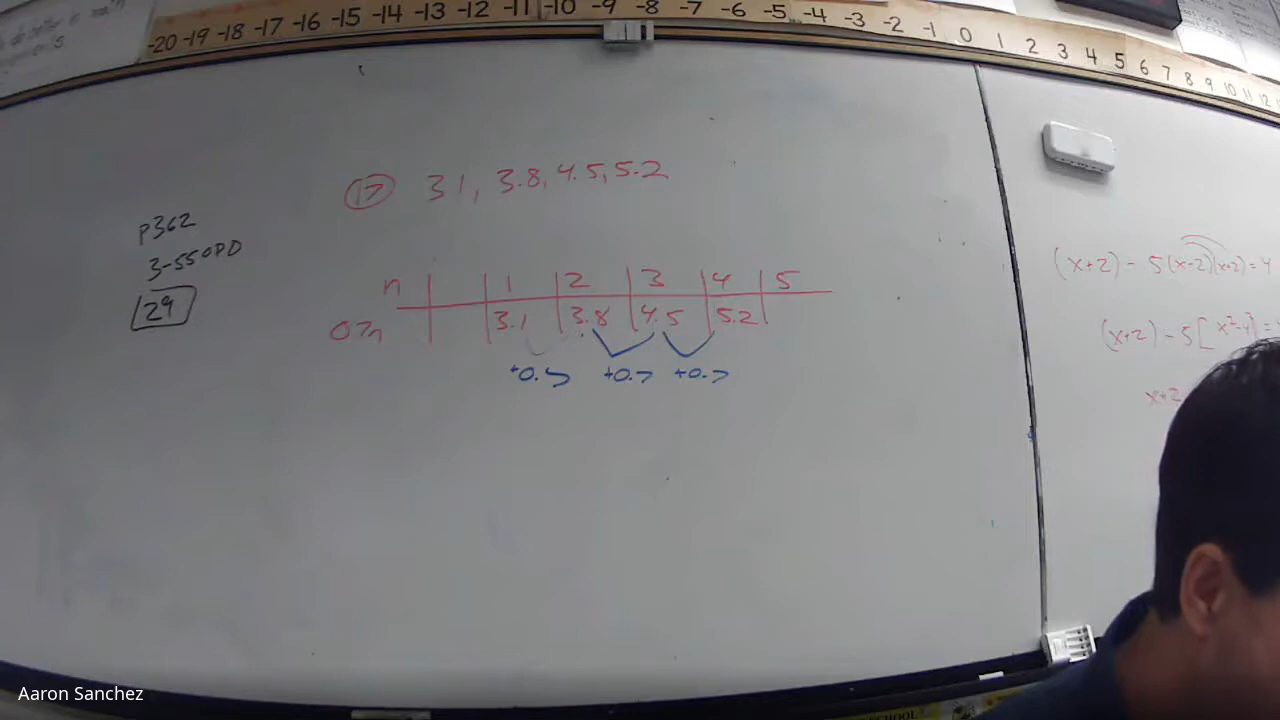 -20 -19 -18 -17 -16 -15 -14 -13 -12 -11 -10 -9 -8 -7 -6 -5 -4 -3 -2 -1 0 1 2 3 4 5 6 7 8 9 10 11 12
17 3.1, 3.8, 4.5, 5.2
P362
3-55 ODD
29
n 1 2 3 4 5
3.1 3.8 4.5 5.2
+0.7 +0.7 +0.7
(x+2) - 5(x-2)(x+2) = 4
(x+2) - 5[x²-4] =
x+2
SCHOOL!
Aaron Sanchez